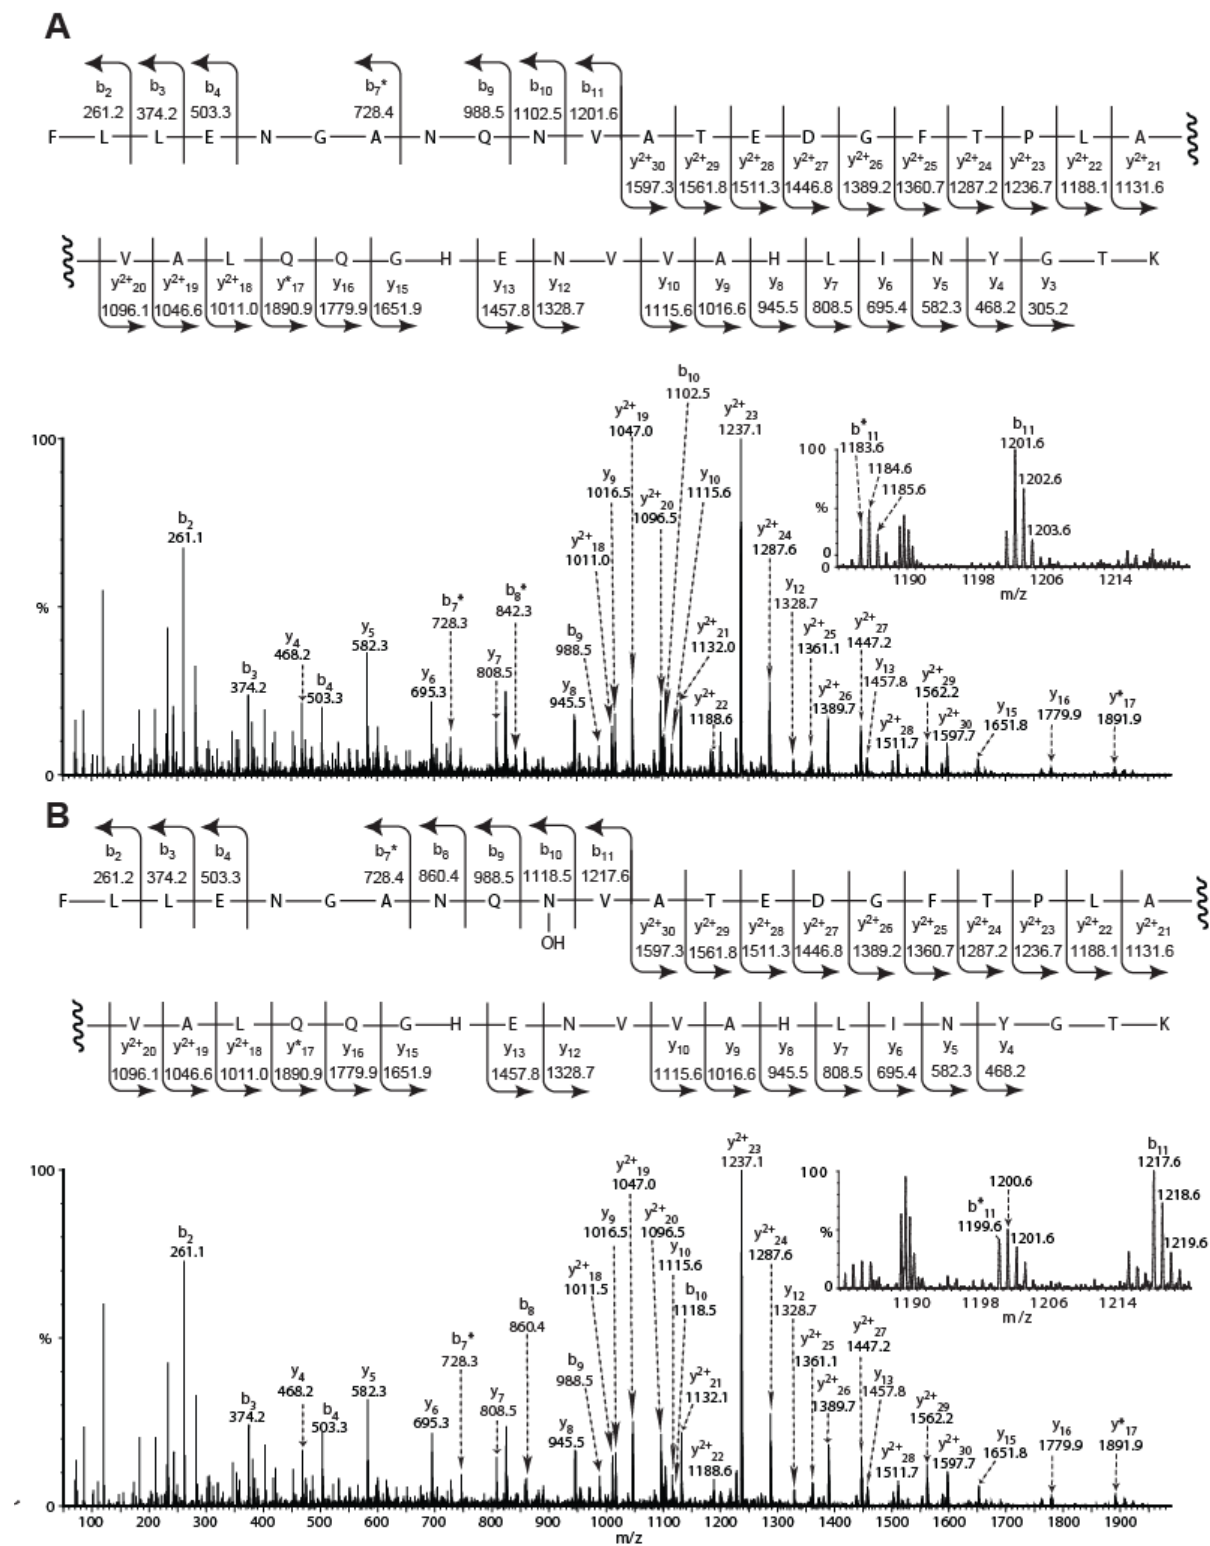 A
b2 b3 b4 b7* b9 b10 b11
261.2 374.2 503.3 728.4 988.5 1102.5 1201.6
F L L E N G A N Q N V A T E D G F T P L A
y2+30 y2+29 y2+28 y2+27 y2+26 y2+25 y2+24 y2+23 y2+22 y2+21
1597.3 1561.8 1511.3 1446.8 1389.2 1360.7 1287.2 1236.7 1188.1 1131.6
V A L Q Q G H E N V V A H L I N Y G T K
y2+20 y2+19 y2+18 y*17 y16 y15 y13 y12 y10 y9 y8 y7 y6 y5 y4 y3
1096.1 1046.6 1011.0 1890.9 1779.9 1651.9 1457.8 1328.7 1115.6 1016.6 945.5 808.5 695.4 582.3 468.2 305.2
100
%
0
b2
261.1
b3
374.2
y4
468.2
b4
503.3
y5
582.3
y6
695.3
b7*
728.3
y7
808.5
b8*
842.3
y8
945.5
b9
988.5
y2+18
1011.0
y9
1016.5
y2+19
1047.0
y2+20
1096.5
b10
1102.5
y10
1115.6
y2+21
1132.0
y2+22
1188.6
y2+23
1237.1
y2+24
1287.6
y12
1328.7
y2+25
1361.1
y2+26
1389.7
y2+27
1447.2
y13
1457.8
y2+28
1511.7
y2+29
1562.2
y2+30
1597.7
y15
1651.8
y16
1779.9
y*17
1891.9
100
%
0
0
b*11
1183.6
1184.6
1185.6
b11
1201.6
1202.6
1203.6
1190 1198 1206 1214
m/z
B
b2 b3 b4 b7* b8 b9 b10 b11
261.2 374.2 503.3 728.4 860.4 988.5 1118.5 1217.6
F L L E N G A N Q N V A T E D G F T P L A
OH
y2+30 y2+29 y2+28 y2+27 y2+26 y2+25 y2+24 y2+23 y2+22 y2+21
1597.3 1561.8 1511.3 1446.8 1389.2 1360.7 1287.2 1236.7 1188.1 1131.6
V A L Q Q G H E N V V A H L I N Y G T K
y2+20 y2+19 y2+18 y*17 y16 y15 y13 y12 y10 y9 y8 y7 y6 y5 y4
1096.1 1046.6 1011.0 1890.9 1779.9 1651.9 1457.8 1328.7 1115.6 1016.6 945.5 808.5 695.4 582.3 468.2
100
%
0
b2
261.1
b3
374.2
y4
468.2
b4
503.3
y5
582.3
y6
695.3
b7*
728.3
y7
808.5
b8
860.4
y8
945.5
b9
988.5
y2+18
1011.5
y9
1016.5
y2+19
1047.0
y2+20
1096.5
y10
1115.6
b10
1118.5
y2+21
1132.1
y2+22
1188.6
y2+23
1237.1
y2+24
1287.6
y12
1328.7
y2+25
1361.1
y2+26
1389.7
y2+27
1447.2
y13
1457.8
y2+28
1511.7
y2+29
1562.2
y2+30
1597.7
y15
1651.8
y16
1779.9
y*17
1891.9
100
%
0
b*11
1199.6
1200.6
1201.6
b11
1217.6
1218.6
1219.6
1190 1198 1206 1214
m/z
100 200 300 400 500 600 700 800 900 1000 1100 1200 1300 1400 1500 1600 1700 1800 1900
m/z